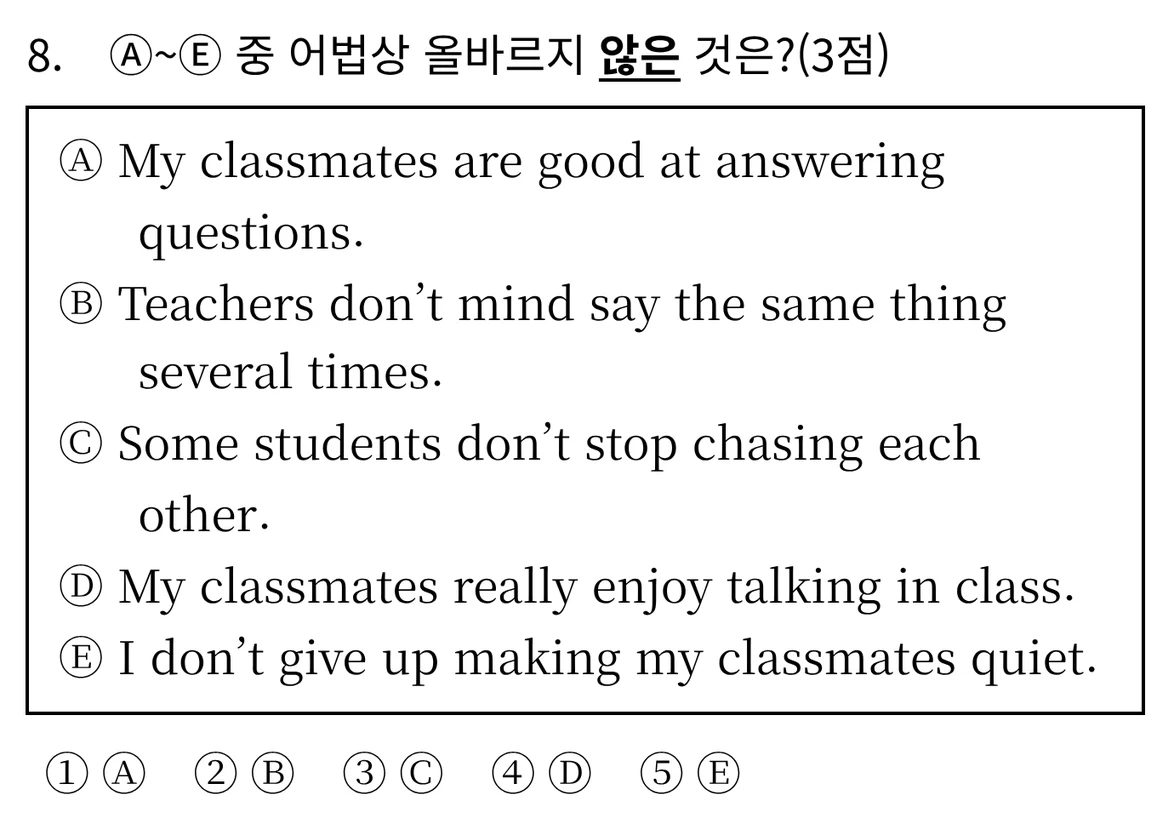 8. Ⓐ~Ⓔ 중 어법상 올바르지 않은 것은?(3점)
Ⓐ My classmates are good at answering
questions.
Ⓑ Teachers don’t mind say the same thing
several times.
Ⓒ Some students don’t stop chasing each
other.
Ⓓ My classmates really enjoy talking in class.
Ⓔ I don’t give up making my classmates quiet.
① Ⓐ ② Ⓑ ③ Ⓒ ④ Ⓓ ⑤ Ⓔ